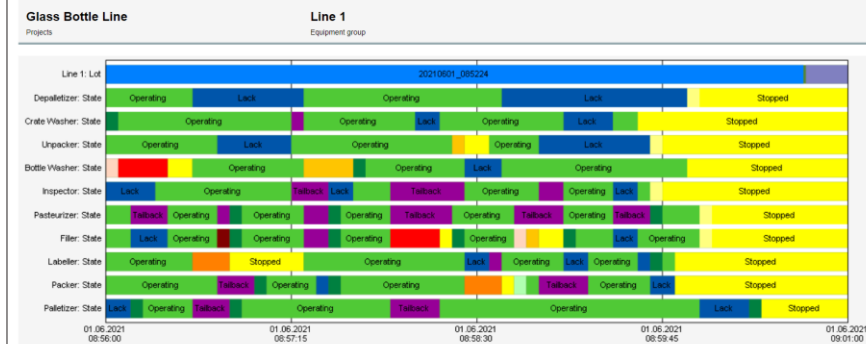 Glass Bottle Line Line 1
Projects Equipment group
Line 1: Lot 20210601_085224
Depalletizer: State Operating Lack Operating Lack Stopped
Crate Washer: State Operating Operating Lack Operating Lack Stopped
Unpacker: State Operating Lack Operating Operating Lack Stopped
Bottle Washer: State Operating Operating Lack Operating Stopped
Inspector: State Lack Operating Tailback Lack Tailback Operating Operating Lack Stopped
Pasteurizer: State Tailback Operating Operating Operating Tailback Operating Tailback Operating Tailback Stopped
Filler: State Lack Operating Operating Operating Operating Lack Operating Stopped
Labeller: State Operating Stopped Operating Lack Operating Lack Operating Stopped
Packer: State Operating Tailback Operating Operating Tailback Lack Stopped
Palletizer: State Lack Operating Tailback Operating Tailback Operating Lack Stopped
01.06.2021 01.06.2021 01.06.2021 01.06.2021 01.06.2021
08:56:00 08:57:15 08:58:30 08:59:45 09:01:00